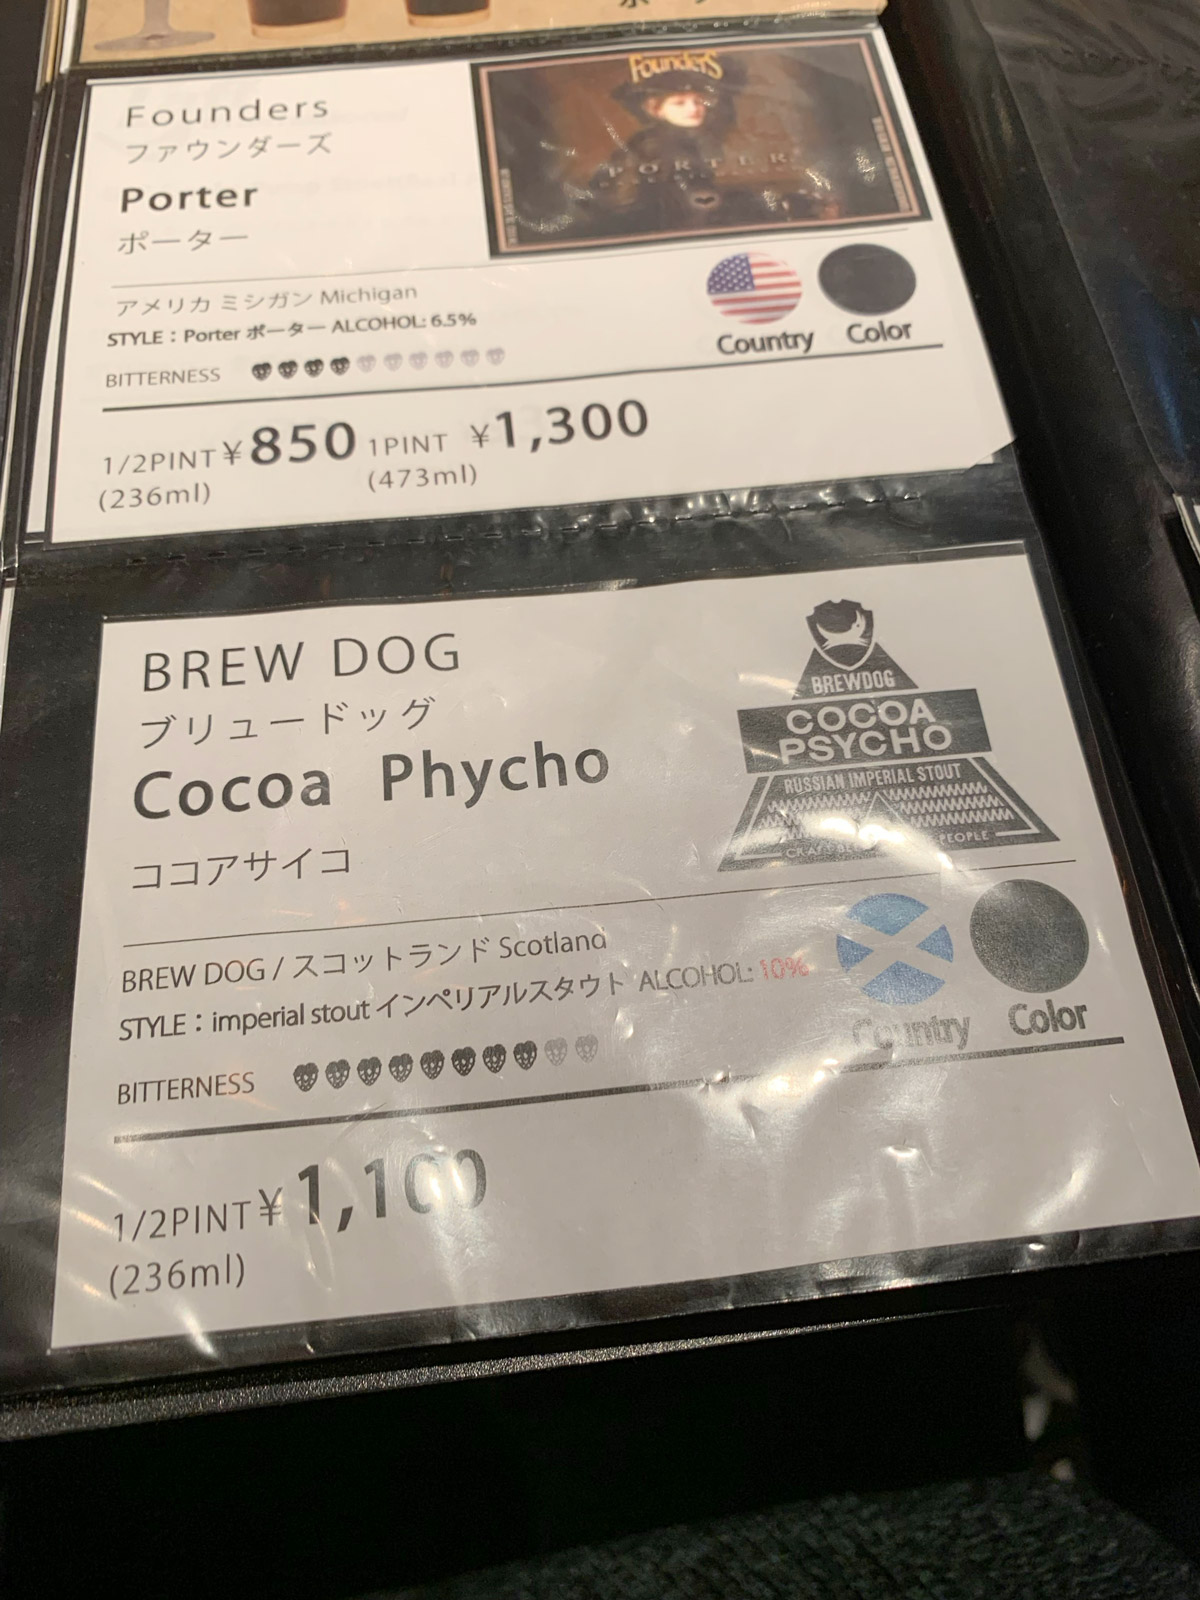 Founders
ファウンダーズ
Porter
ポーター
Founders
PORTER
アメリカ ミシガン Michigan
STYLE：Porter ポーター ALCOHOL: 6.5%
BITTERNESS
Country Color
1/2PINT ¥850 1PINT ¥1,300
(236ml) (473ml)
BREW DOG
ブリュードッグ
Cocoa Phycho
ココアサイコ
BREWDOG
COCOA
PSYCHO
RUSSIAN IMPERIAL STOUT
PEOPLE
BREW DOG / スコットランド Scotland
STYLE：imperial stout インペリアルスタウト ALCOHOL: 10%
BITTERNESS
Country Color
1/2PINT ¥1,100
(236ml)